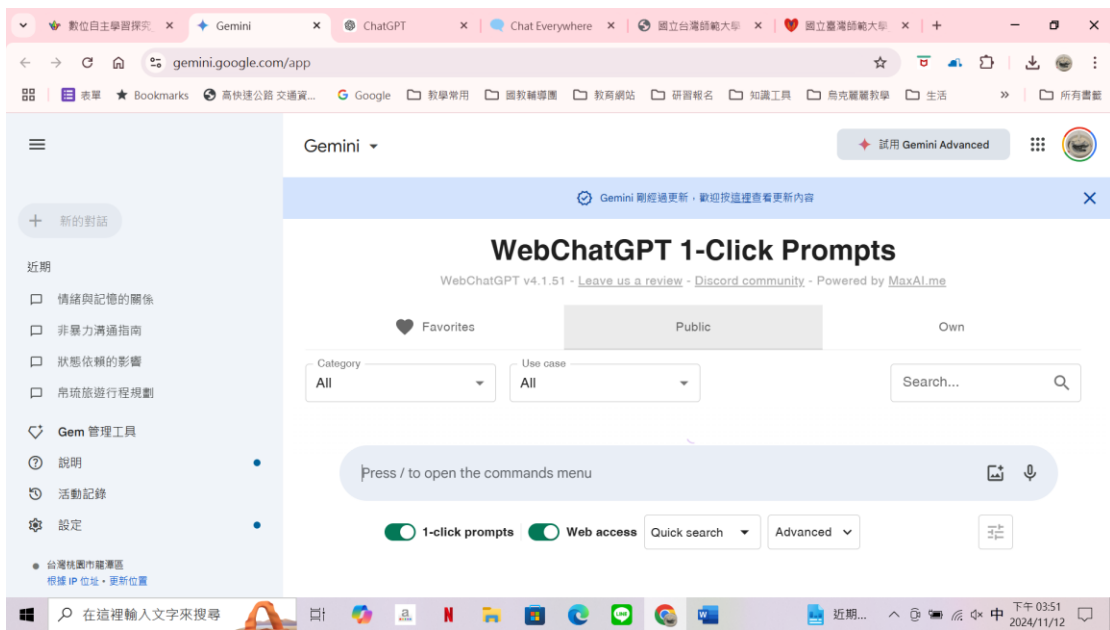 數位自主學習探究
Gemini
ChatGPT
Chat Everywhere
國立台灣師範大學
國立臺灣師範大學
gemini.google.com/app
表單
Bookmarks
高快速公路 交通資...
Google
教學常用
國教輔導團
教育網站
研習報名
知識工具
烏克麗麗教學
生活
»
所有書籤
Gemini
試用 Gemini Advanced
Gemini 剛經過更新,歡迎按這裡查看更新內容
新的對話
近期
情緒與記憶的關係
非暴力溝通指南
狀態依賴的影響
帛琉旅遊行程規劃
Gem 管理工具
說明
活動記錄
設定
台灣桃園市龍潭區
根據 IP 位址 • 更新位置
WebChatGPT 1-Click Prompts
WebChatGPT v4.1.51 - Leave us a review - Discord community - Powered by MaxAI.me
Favorites
Public
Own
Category
All
Use case
All
Search...
Press / to open the commands menu
1-click prompts
Web access
Quick search
Advanced
在這裡輸入文字來搜尋
近期...
中
下午 03:51
2024/11/12